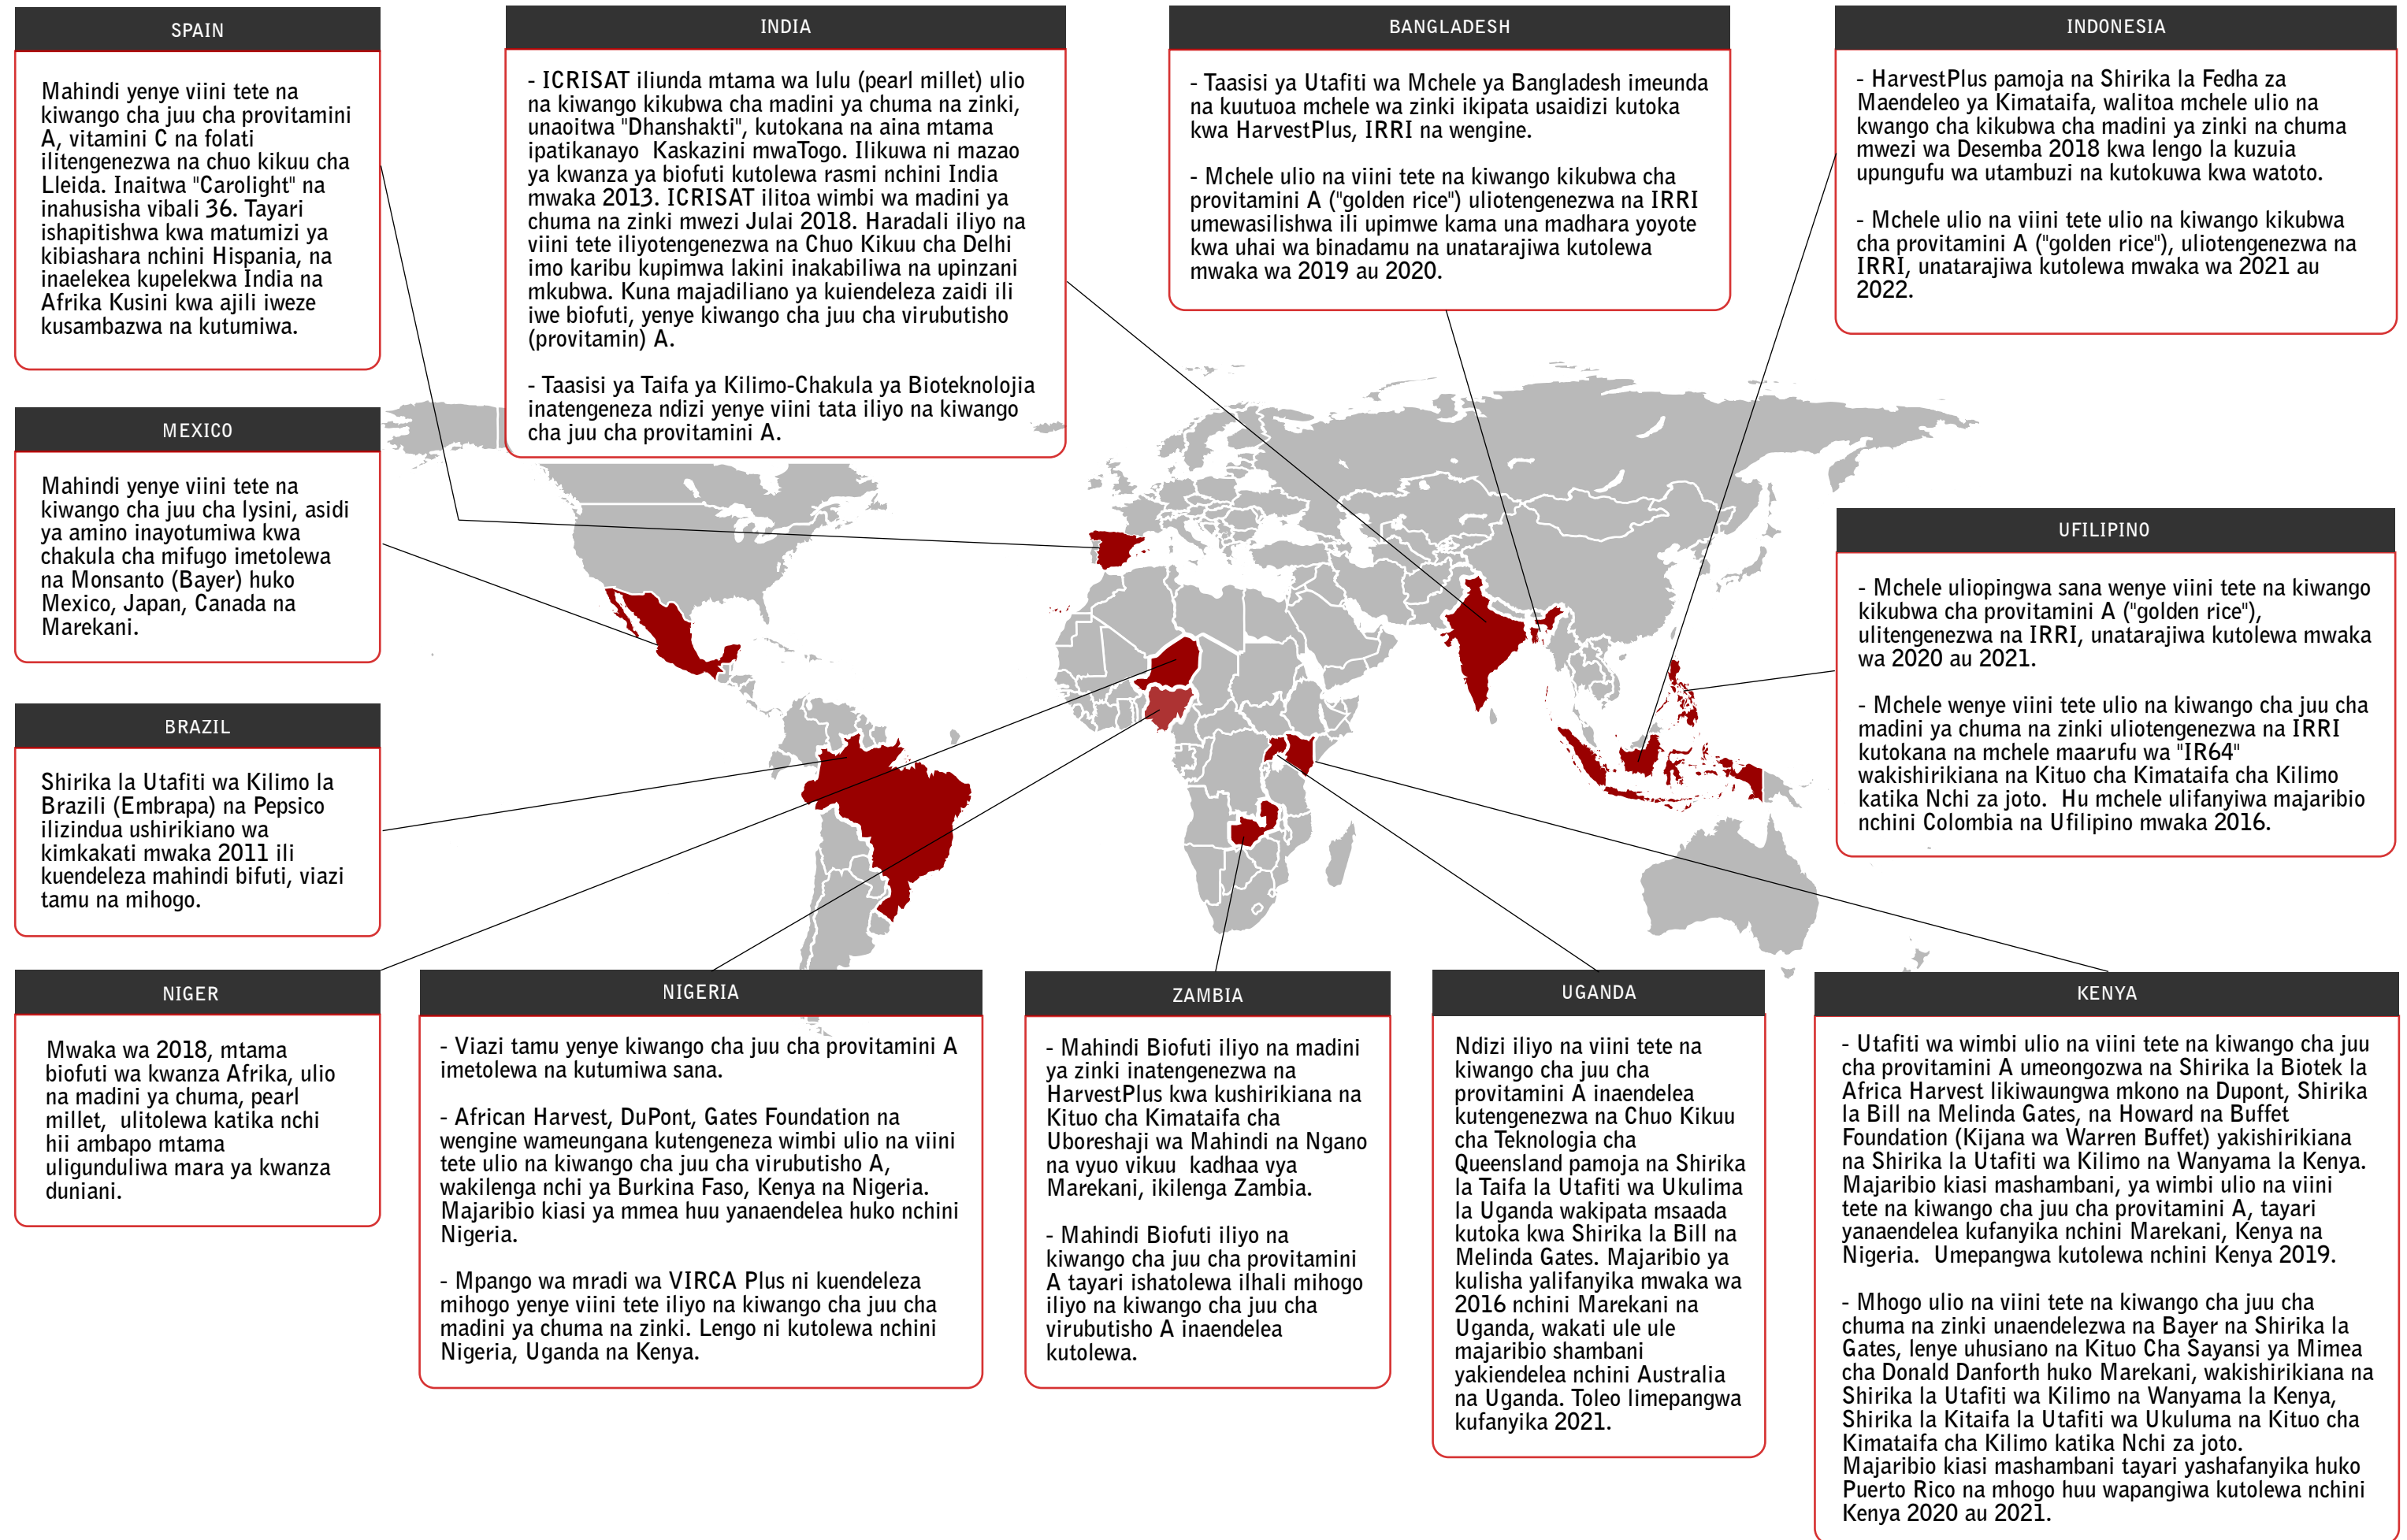 SPAIN
Mahindi yenye viini tete na
kiwango cha juu cha provitamini
A, vitamini C na folati
ilitengenezwa na chuo kikuu cha
Lleida. Inaitwa "Carolight" na
inahusisha vibali 36. Tayari
ishapitishwa kwa matumizi ya
kibiashara nchini Hispania, na
inaelekea kupelekwa India na
Afrika Kusini kwa ajili iweze
kusambazwa na kutumiwa.
INDIA
- ICRISAT iliunda mtama wa lulu (pearl millet) ulio
na kiwango kikubwa cha madini ya chuma na zinki,
unaoitwa "Dhanshakti", kutokana na aina mtama
ipatikanayo Kaskazini mwaTogo. Ilikuwa ni mazao
ya kwanza ya biofuti kutolewa rasmi nchini India
mwaka 2013. ICRISAT ilitoa wimbi wa madini ya
chuma na zinki mwezi Julai 2018. Haradali iliyo na
viini tete iliyotengenezwa na Chuo Kikuu cha Delhi
imo karibu kupimwa lakini inakabiliwa na upinzani
mkubwa. Kuna majadiliano ya kuiendeleza zaidi ili
iwe biofuti, yenye kiwango cha juu cha virubutisho
(provitamin) A.
- Taasisi ya Taifa ya Kilimo-Chakula ya Bioteknolojia
inatengeneza ndizi yenye viini tata iliyo na kiwango
cha juu cha provitamini A.
BANGLADESH
- Taasisi ya Utafiti wa Mchele ya Bangladesh imeunda
na kuutuoa mchele wa zinki ikipata usaidizi kutoka
kwa HarvestPlus, IRRI na wengine.
- Mchele ulio na viini tete na kiwango kikubwa cha
provitamini A ("golden rice") uliotengenezwa na IRRI
umewasilishwa ili upimwe kama una madhara yoyote
kwa uhai wa binadamu na unatarajiwa kutolewa
mwaka wa 2019 au 2020.
INDONESIA
- HarvestPlus pamoja na Shirika la Fedha za
Maendeleo ya Kimataifa, walitoa mchele ulio na
kwango cha kikubwa cha madini ya zinki na chuma
mwezi wa Desemba 2018 kwa lengo la kuzuia
upungufu wa utambuzi na kutokuwa kwa watoto.
- Mchele ulio na viini tete ulio na kiwango kikubwa
cha provitamini A ("golden rice"), uliotengenezwa na
IRRI, unatarajiwa kutolewa mwaka wa 2021 au
2022.
MEXICO
Mahindi yenye viini tete na
kiwango cha juu cha lysini, asidi
ya amino inayotumiwa kwa
chakula cha mifugo imetolewa
na Monsanto (Bayer) huko
Mexico, Japan, Canada na
Marekani.
UFILIPINO
- Mchele uliopingwa sana wenye viini tete na kiwango
kikubwa cha provitamini A ("golden rice"),
ulitengenezwa na IRRI, unatarajiwa kutolewa mwaka
wa 2020 au 2021.
- Mchele wenye viini tete ulio na kiwango cha juu cha
madini ya chuma na zinki uliotengenezwa na IRRI
kutokana na mchele maarufu wa "IR64"
wakishirikiana na Kituo cha Kimataifa cha Kilimo
katika Nchi za joto. Hu mchele ulifanyiwa majaribio
nchini Colombia na Ufilipino mwaka 2016.
BRAZIL
Shirika la Utafiti wa Kilimo la
Brazili (Embrapa) na Pepsico
ilizindua ushirikiano wa
kimkakati mwaka 2011 ili
kuendeleza mahindi bifuti, viazi
tamu na mihogo.
NIGER
Mwaka wa 2018, mtama
biofuti wa kwanza Afrika, ulio
na madini ya chuma, pearl
millet, ulitolewa katika nchi
hii ambapo mtama
uligunduliwa mara ya kwanza
duniani.
NIGERIA
- Viazi tamu yenye kiwango cha juu cha provitamini A
imetolewa na kutumiwa sana.
- African Harvest, DuPont, Gates Foundation na
wengine wameungana kutengeneza wimbi ulio na viini
tete ulio na kiwango cha juu cha virubutisho A,
wakilenga nchi ya Burkina Faso, Kenya na Nigeria.
Majaribio kiasi ya mmea huu yanaendelea huko nchini
Nigeria.
- Mpango wa mradi wa VIRCA Plus ni kuendeleza
mihogo yenye viini tete iliyo na kiwango cha juu cha
madini ya chuma na zinki. Lengo ni kutolewa nchini
Nigeria, Uganda na Kenya.
ZAMBIA
- Mahindi Biofuti iliyo na madini
ya zinki inatengenezwa na
HarvestPlus kwa kushirikiana na
Kituo cha Kimataifa cha
Uboreshaji wa Mahindi na Ngano
na vyuo vikuu kadhaa vya
Marekani, ikilenga Zambia.
- Mahindi Biofuti iliyo na
kiwango cha juu cha provitamini
A tayari ishatolewa ilhali mihogo
iliyo na kiwango cha juu cha
virubutisho A inaendelea
kutolewa.
UGANDA
Ndizi iliyo na viini tete na
kiwango cha juu cha
provitamini A inaendelea
kutengenezwa na Chuo Kikuu
cha Teknologia cha
Queensland pamoja na Shirika
la Taifa la Utafiti wa Ukulima
la Uganda wakipata msaada
kutoka kwa Shirika la Bill na
Melinda Gates. Majaribio ya
kulisha yalifanyika mwaka wa
2016 nchini Marekani na
Uganda, wakati ule ule
majaribio shambani
yakiendelea nchini Australia
na Uganda. Toleo limepangwa
kufanyika 2021.
KENYA
- Utafiti wa wimbi ulio na viini tete na kiwango cha juu
cha provitamini A umeongozwa na Shirika la Biotek la
Africa Harvest likiwaungwa mkono na Dupont, Shirika
la Bill na Melinda Gates, na Howard na Buffet
Foundation (Kijana wa Warren Buffet) yakishirikiana
na Shirika la Utafiti wa Kilimo na Wanyama la Kenya.
Majaribio kiasi mashambani, ya wimbi ulio na viini
tete na kiwango cha juu cha provitamini A, tayari
yanaendelea kufanyika nchini Marekani, Kenya na
Nigeria. Umepangwa kutolewa nchini Kenya 2019.
- Mhogo ulio na viini tete na kiwango cha juu cha
chuma na zinki unaendelezwa na Bayer na Shirika la
Gates, lenye uhusiano na Kituo Cha Sayansi ya Mimea
cha Donald Danforth huko Marekani, wakishirikiana na
Shirika la Utafiti wa Kilimo na Wanyama la Kenya,
Shirika la Kitaifa la Utafiti wa Ukuluma na Kituo cha
Kimataifa cha Kilimo katika Nchi za joto.
Majaribio kiasi mashambani tayari yashafanyika huko
Puerto Rico na mhogo huu wapangiwa kutolewa nchini
Kenya 2020 au 2021.